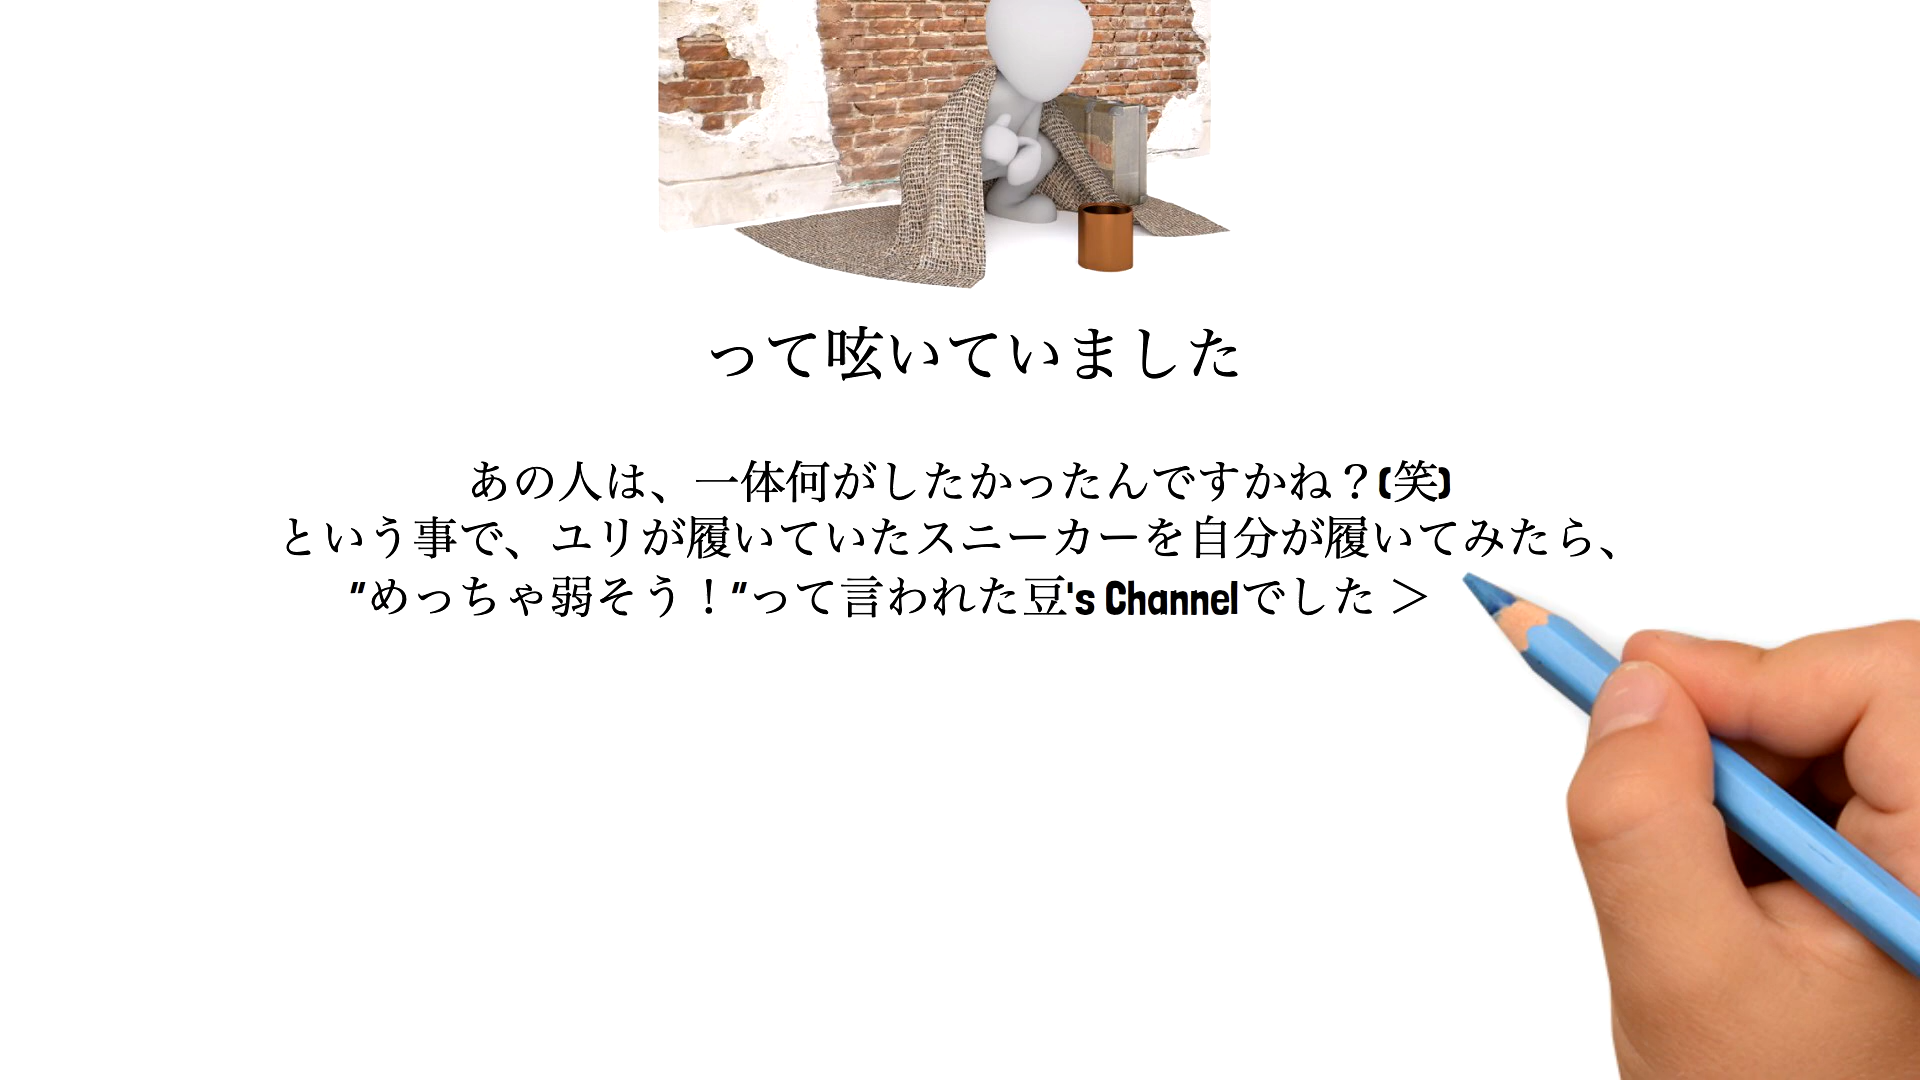 って呟いていました
あの人は、一体何がしたかったんですかね？(笑)
という事で、ユリが履いていたスニーカーを自分が履いてみたら、
"めっちゃ弱そう！"って言われた豆's Channelでした ＞